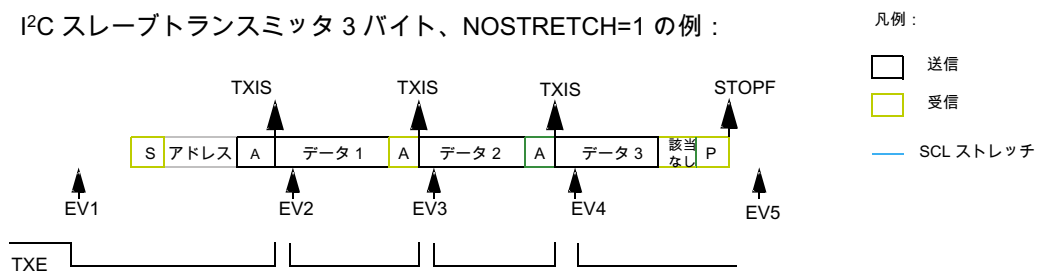 I²C スレーブトランスミッタ 3 バイト、NOSTRETCH=1 の例：
凡例：
送信
受信
SCL ストレッチ
TXIS
TXIS
TXIS
STOPF
S
アドレス
A
データ 1
A
データ 2
A
データ 3
該当
なし
P
EV1
EV2
EV3
EV4
EV5
TXE